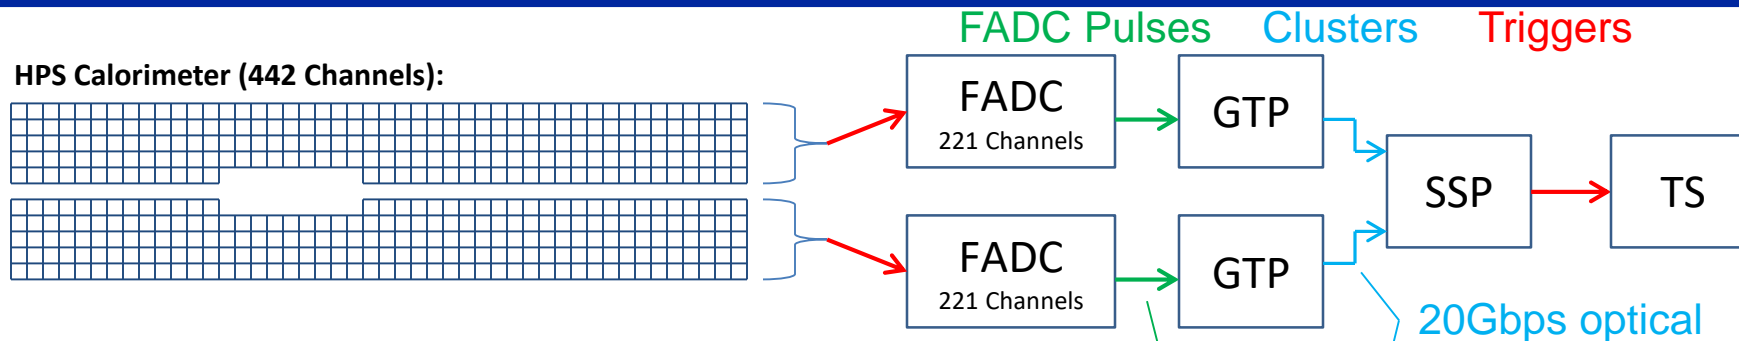 FADC Pulses Clusters Triggers
HPS Calorimeter (442 Channels):
FADC
221 Channels
GTP
SSP
TS
FADC
221 Channels
GTP
20Gbps optical